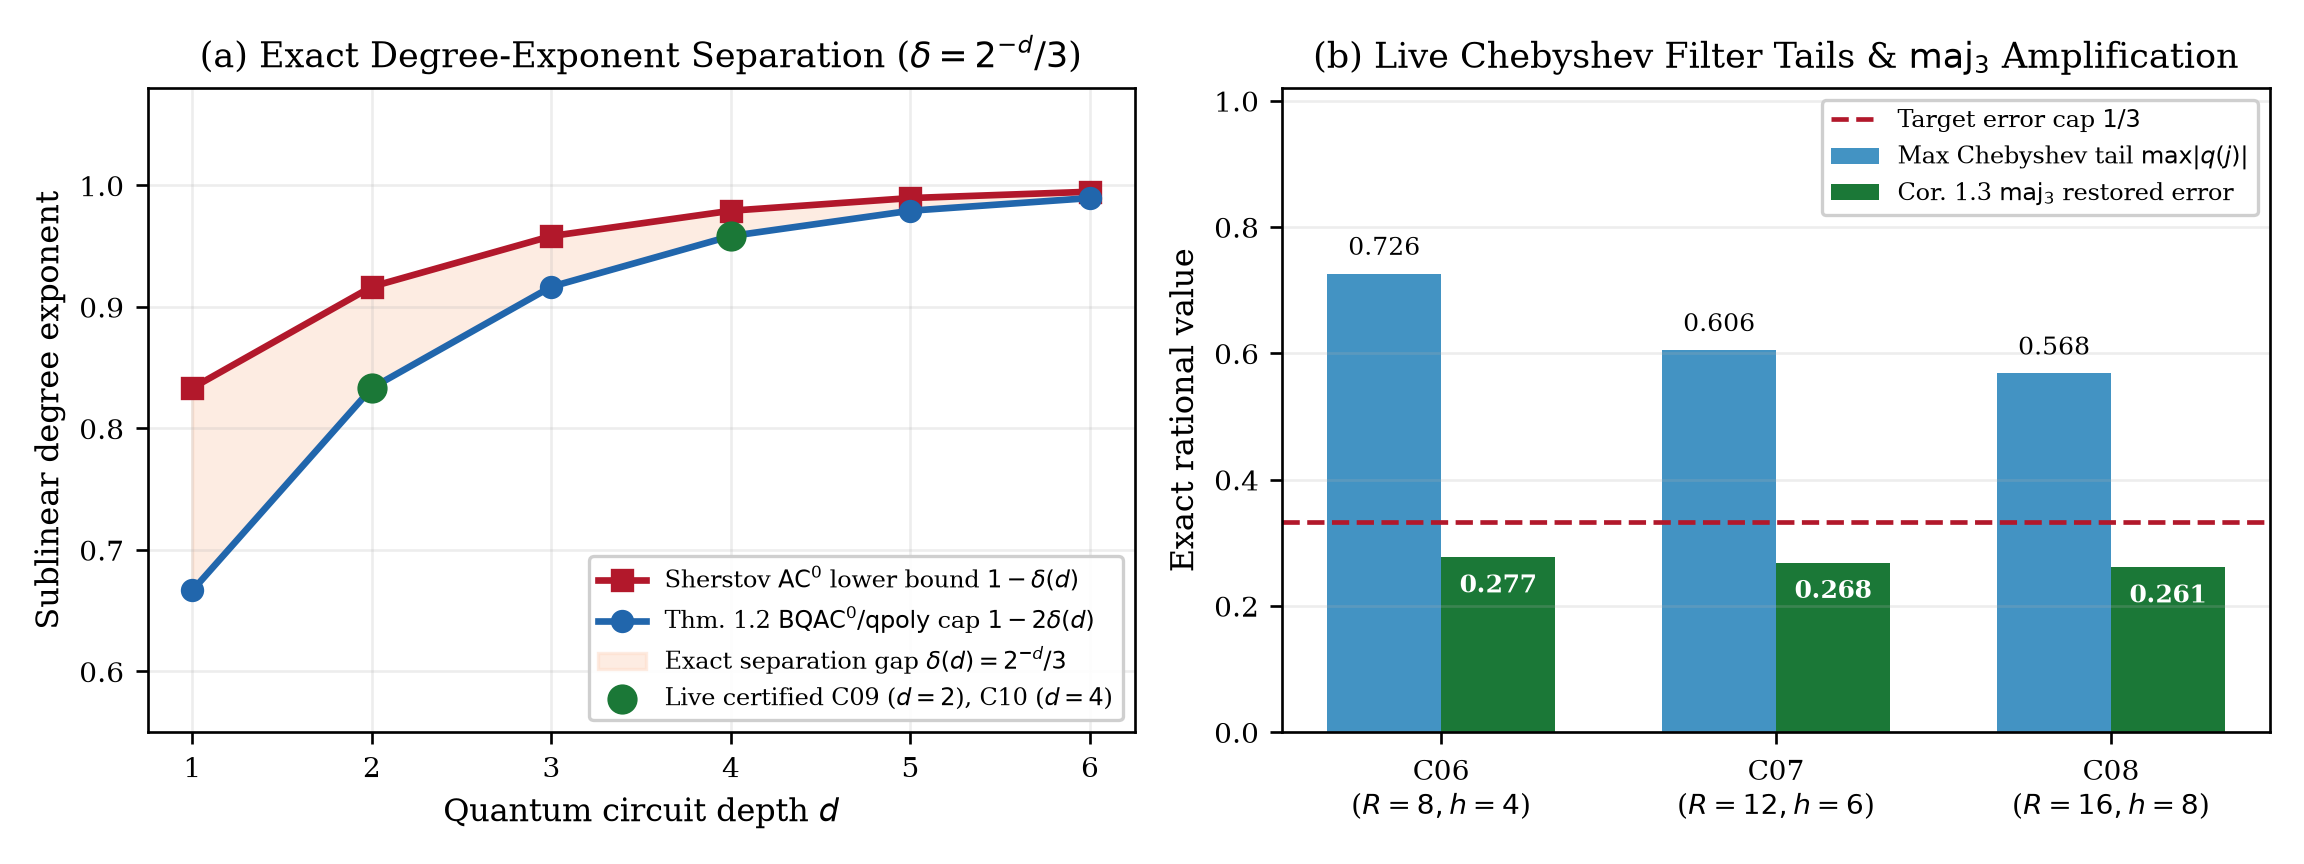 (a) Exact Degree-Exponent Separation (δ = 2⁻ᵈ/3)
Sublinear degree exponent
1.0
0.9
0.8
0.7
0.6
Sherstov AC⁰ lower bound 1 − δ(d)
Thm. 1.2 BQAC⁰/qpoly cap 1 − 2δ(d)
Exact separation gap δ(d) = 2⁻ᵈ/3
Live certified C09 (d = 2), C10 (d = 4)
1 2 3 4 5 6
Quantum circuit depth d
(b) Live Chebyshev Filter Tails & maj₃ Amplification
Exact rational value
1.0
0.8
0.6
0.4
0.2
0.0
Target error cap 1/3
Max Chebyshev tail max|q(j)|
Cor. 1.3 maj₃ restored error
0.726
0.606
0.568
0.277
0.268
0.261
C06
(R = 8, h = 4)
C07
(R = 12, h = 6)
C08
(R = 16, h = 8)